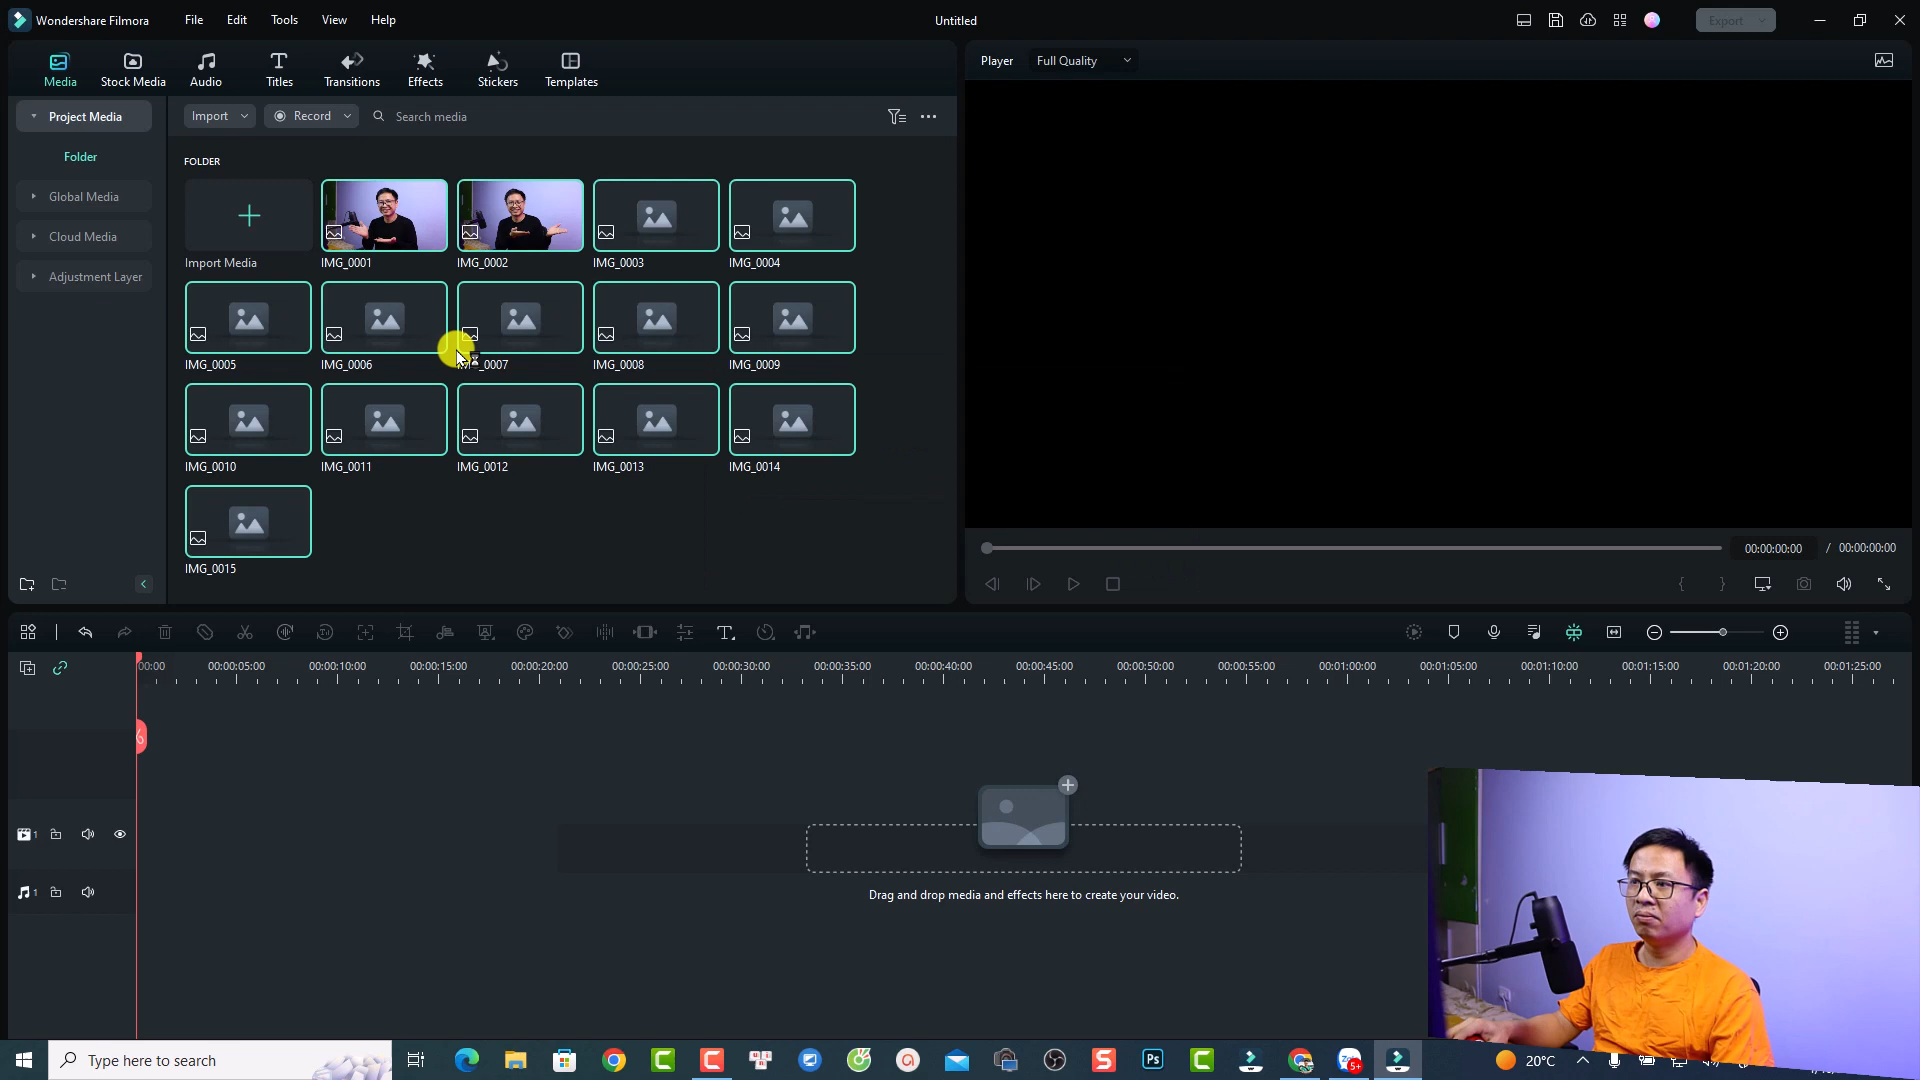 Wondershare Filmora File Edit Tools View Help Untitled Export
Media Stock Media Audio Titles Transitions Effects Stickers Templates
Player Full Quality
Project Media
Folder
Global Media
Cloud Media
Adjustment Layer
Import Record Search media
FOLDER
Import Media IMG_0001 IMG_0002 IMG_0003 IMG_0004
IMG_0005 IMG_0006 _0007 IMG_0008 IMG_0009
IMG_0010 IMG_0011 IMG_0012 IMG_0013 IMG_0014
IMG_0015
00:00:00:00 / 00:00:00:00
00:00 00:00:05:00 00:00:10:00 00:00:15:00 00:00:20:00 00:00:25:00 00:00:30:00 00:00:35:00 00:00:40:00 00:00:45:00 00:00:50:00 00:00:55:00 00:01:00:00 00:01:05:00 00:01:10:00 00:01:15:00 00:01:20:00 00:01:25:00
1
1
Drag and drop media and effects here to create your video.
Type here to search
Ps
Zalo
5+
20°C